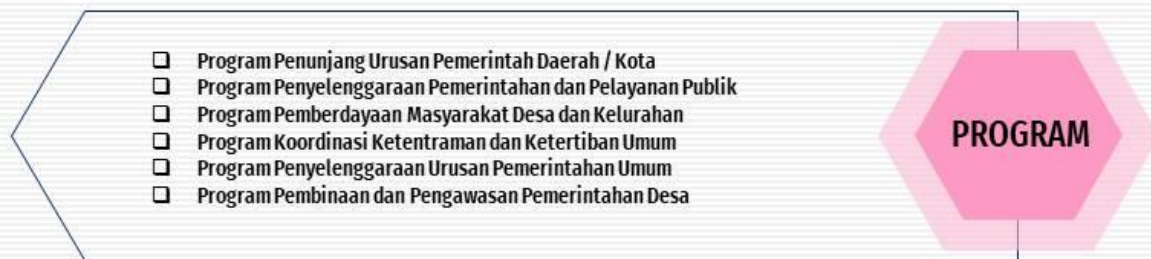 ❑ Program Penunjang Urusan Pemerintah Daerah / Kota
❑ Program Penyelenggaraan Pemerintahan dan Pelayanan Publik
❑ Program Pemberdayaan Masyarakat Desa dan Kelurahan
❑ Program Koordinasi Ketentraman dan Ketertiban Umum
❑ Program Penyelenggaraan Urusan Pemerintahan Umum
❑ Program Pembinaan dan Pengawasan Pemerintahan Desa
PROGRAM